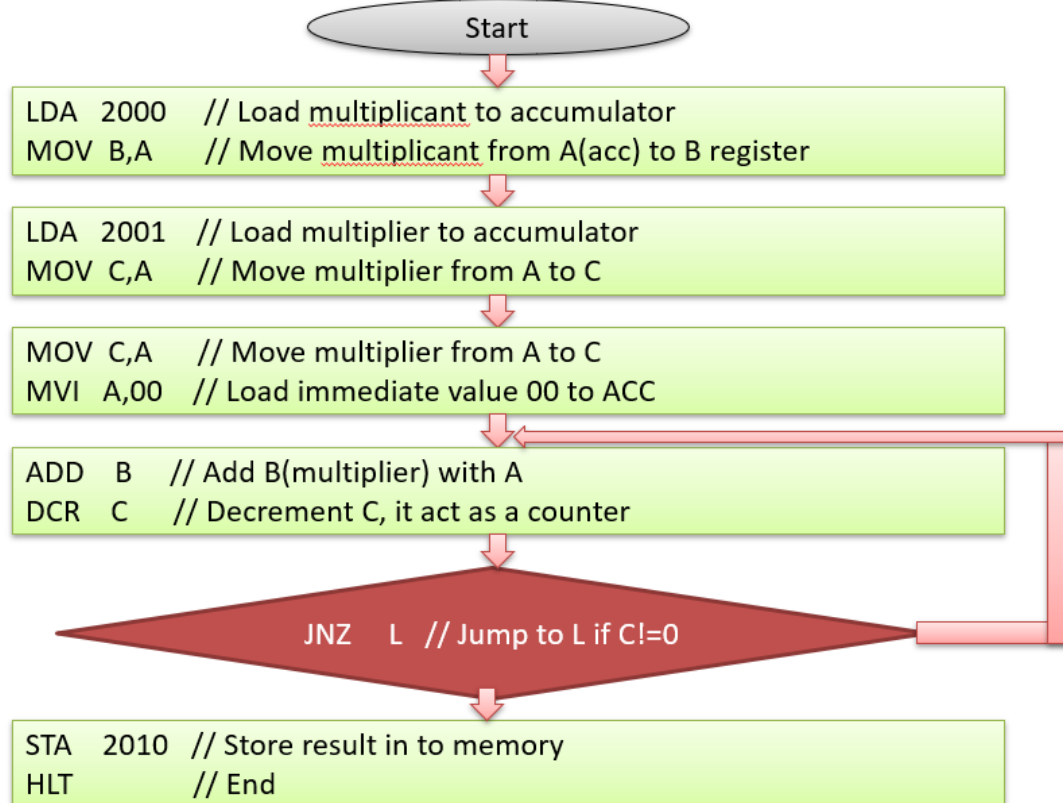 Start
LDA 2000 // Load multiplicant to accumulator
MOV B,A // Move multiplicant from A(acc) to B register
LDA 2001 // Load multiplier to accumulator
MOV C,A // Move multiplier from A to C
MOV C,A // Move multiplier from A to C
MVI A,00 // Load immediate value 00 to ACC
ADD B // Add B(multiplier) with A
DCR C // Decrement C, it act as a counter
JNZ L // Jump to L if C!=0
STA 2010 // Store result in to memory
HLT // End